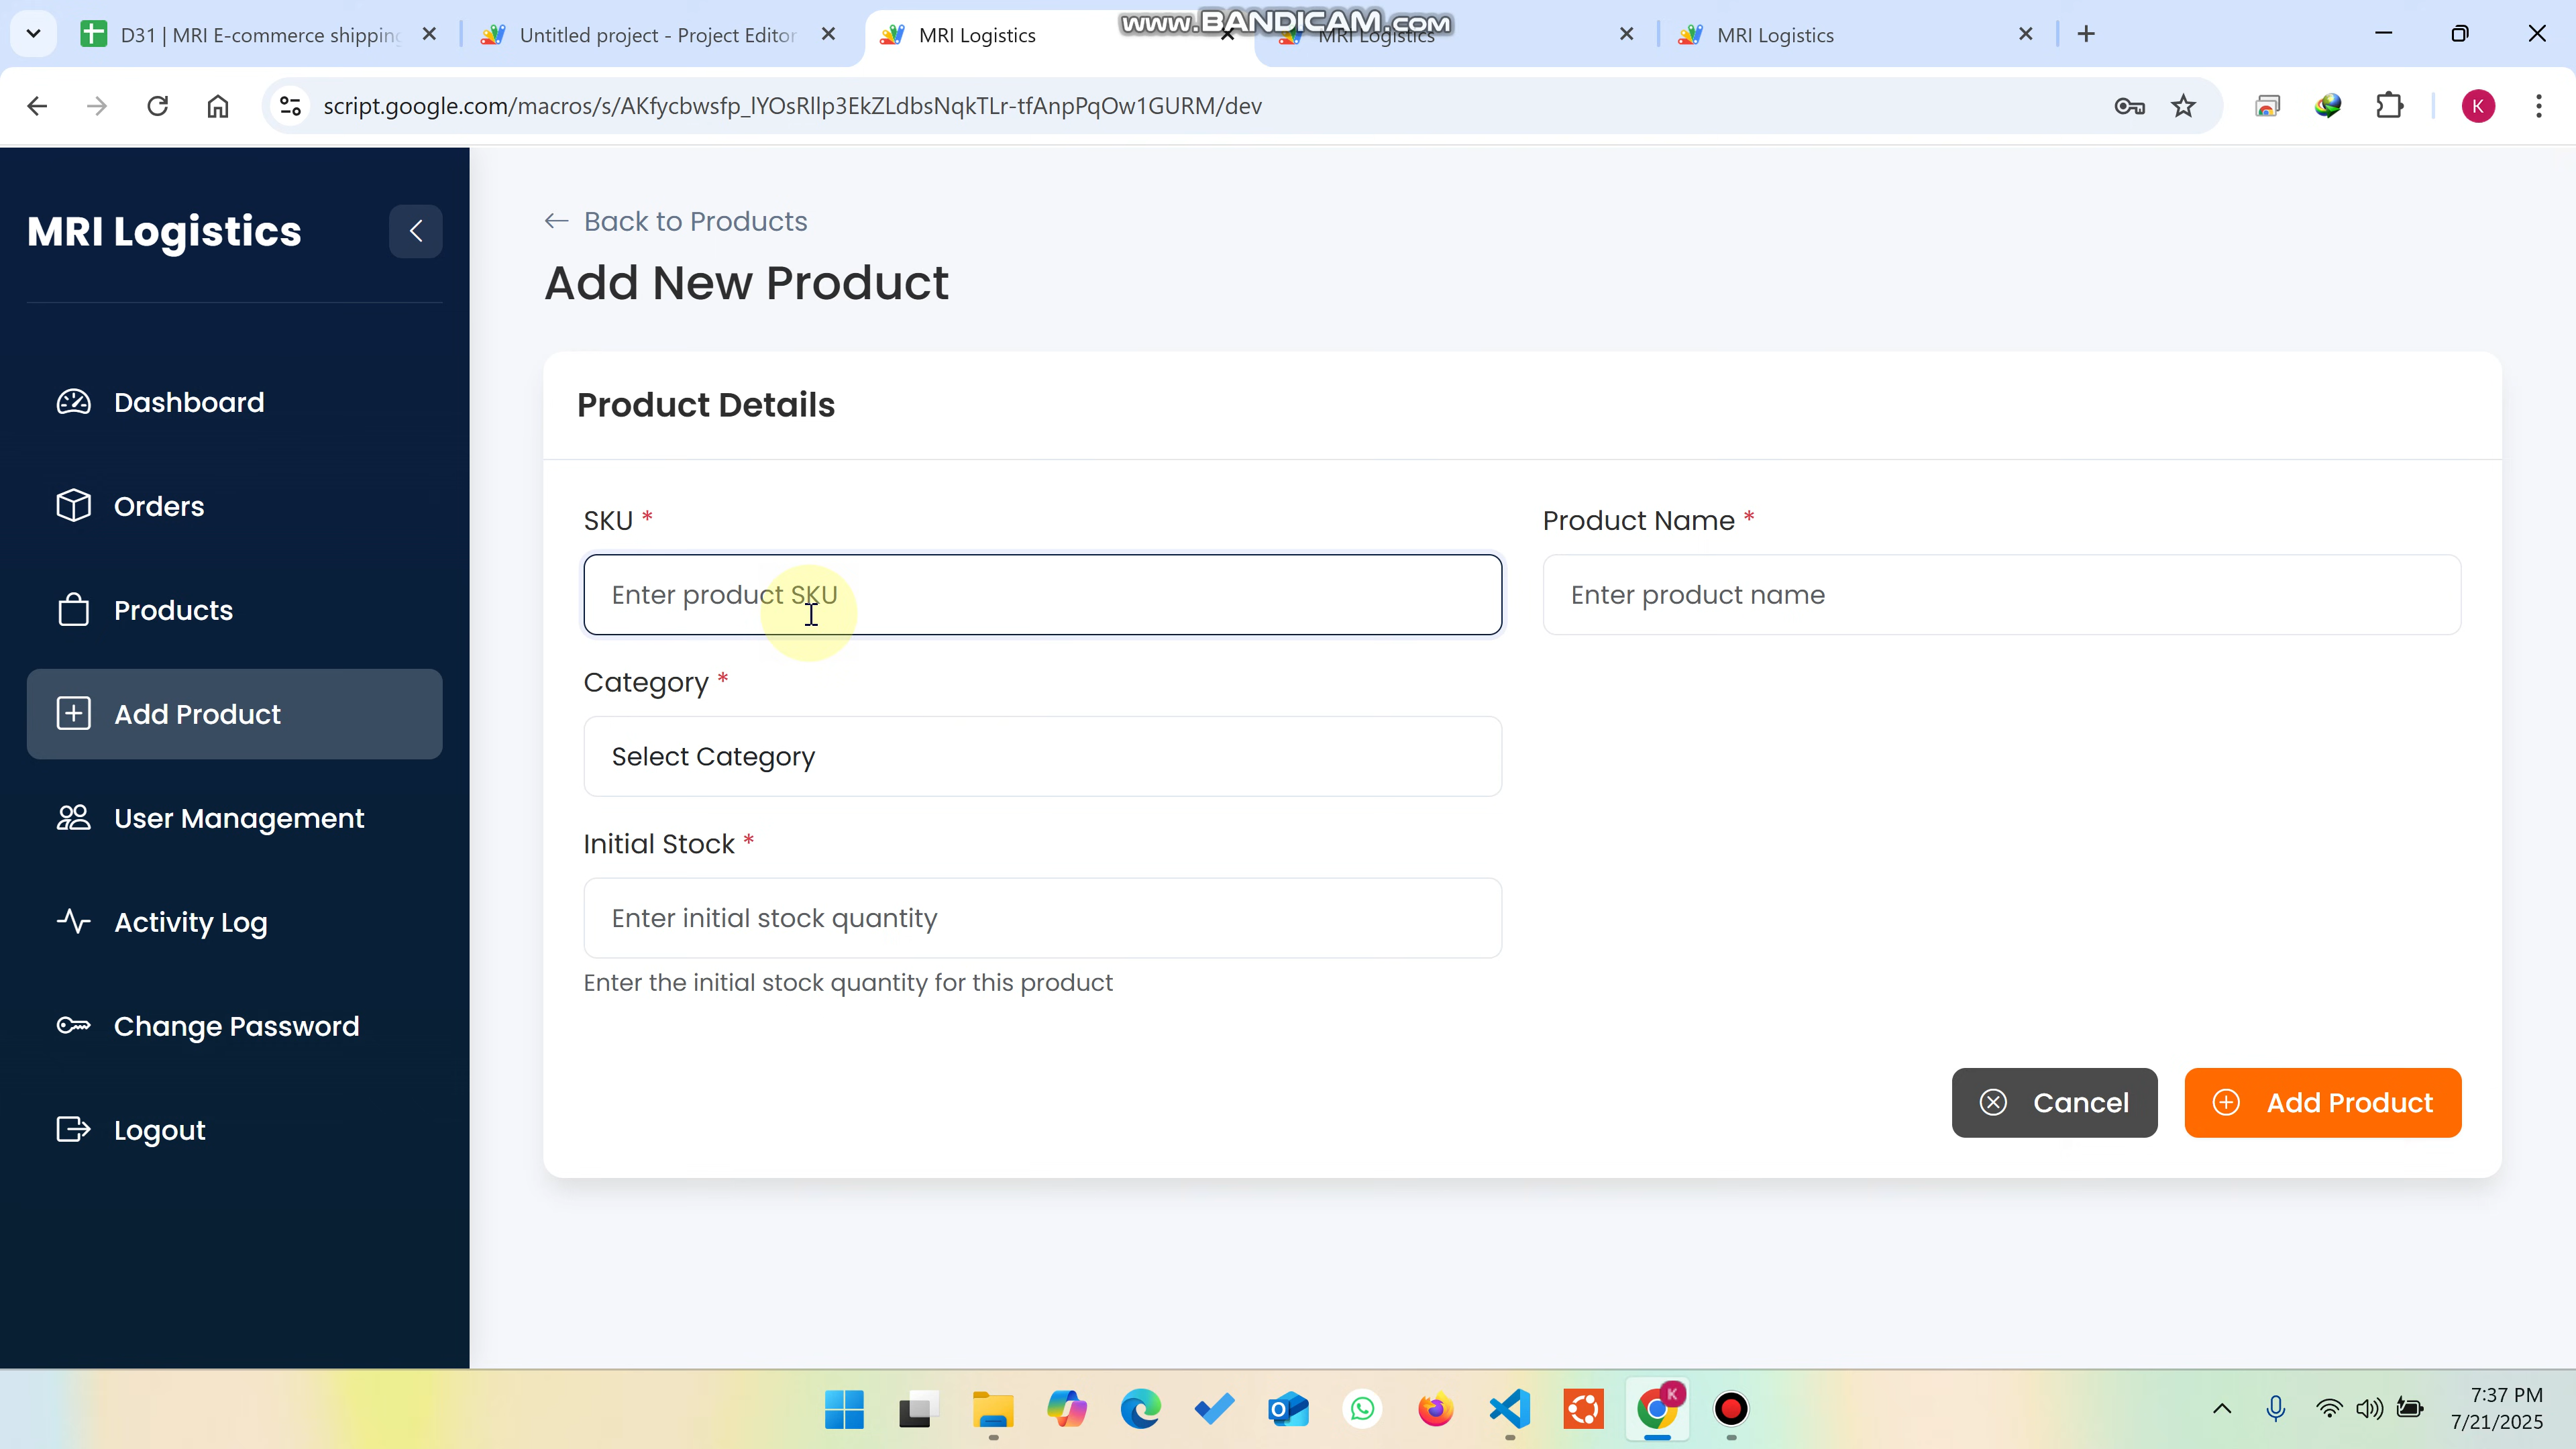 D31 | MRI E-commerce shipping
Untitled project - Project Editor
MRI Logistics
MRI Logistics
MRI Logistics
www.BANDICAM.com
script.google.com/macros/s/AKfycbwsfp_lYOsRllp3EkZLdbsNqkTLr-tfAnpPqOw1GURM/dev
K
MRI Logistics
Dashboard
Orders
Products
Add Product
User Management
Activity Log
Change Password
Logout
← Back to Products
Add New Product
Product Details
SKU *
Enter product SKU
Product Name *
Enter product name
Category *
Select Category
Initial Stock *
Enter initial stock quantity
Enter the initial stock quantity for this product
Cancel
Add Product
K
7:37 PM
7/21/2025